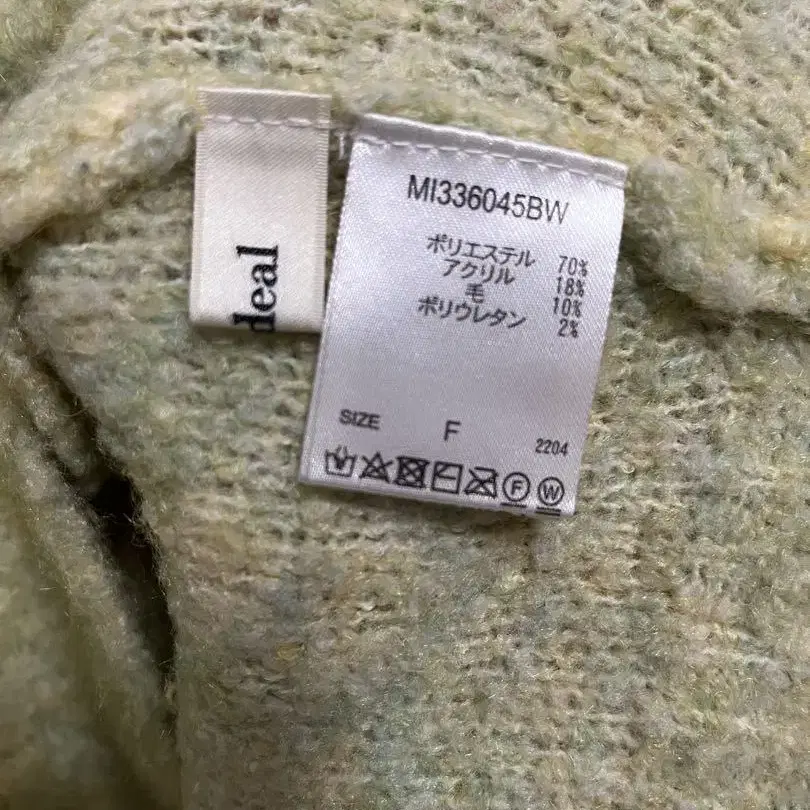 deal
MI336045BW
ポリエステル 70%
アクリル 18%
毛 10%
ポリウレタン 2%
SIZE F 2204
F W